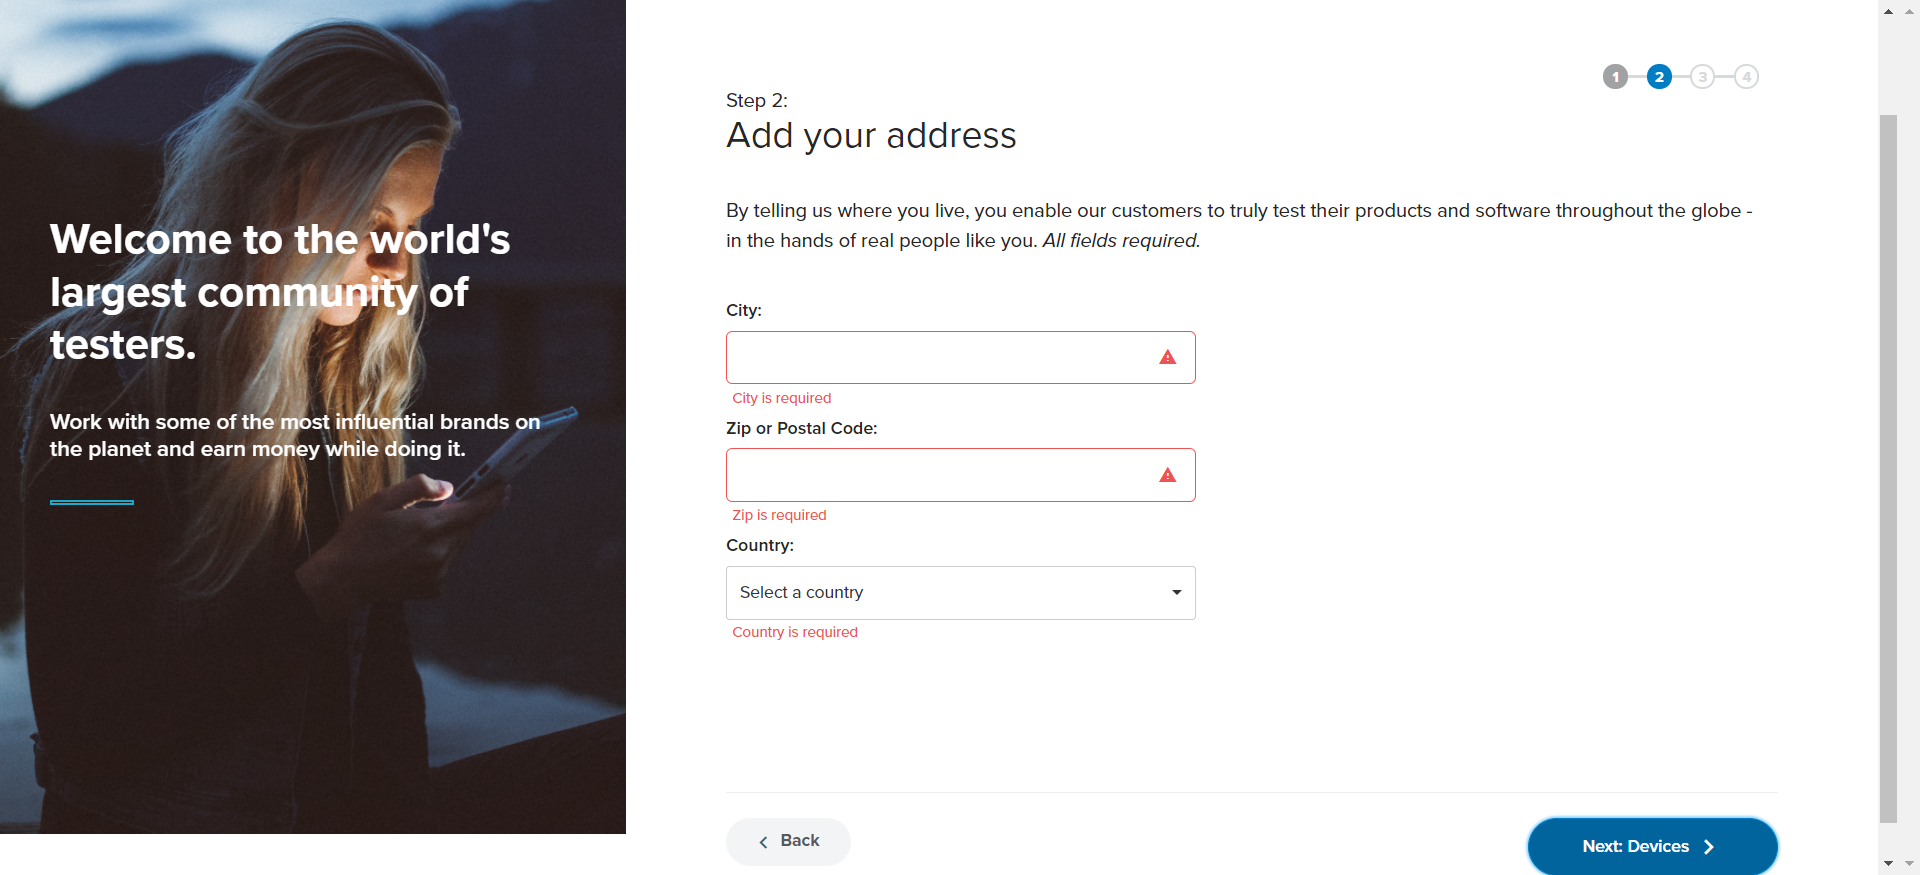 Welcome to the world's
largest community of
testers.
Work with some of the most influential brands on
the planet and earn money while doing it.
1 2 3 4
Step 2:
Add your address
By telling us where you live, you enable our customers to truly test their products and software throughout the globe -
in the hands of real people like you. All fields required.
City:
City is required
Zip or Postal Code:
Zip is required
Country:
Select a country
Country is required
Back
Next: Devices